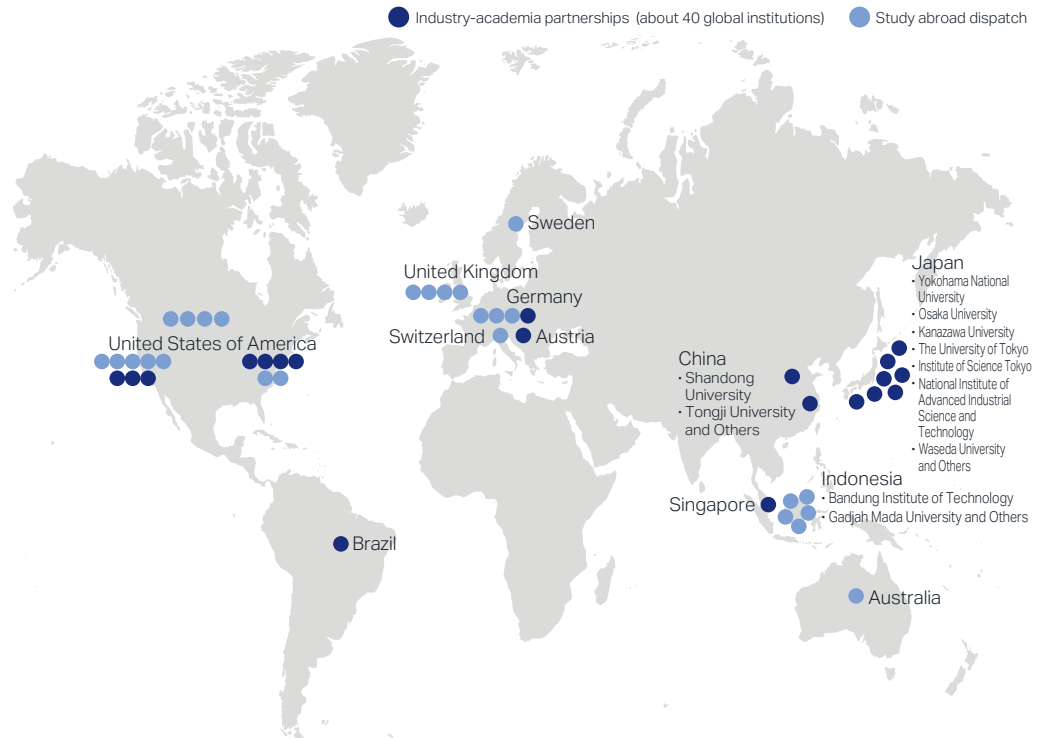 Industry-academia partnerships (about 40 global institutions)
Study abroad dispatch
Sweden
United Kingdom
Germany
Switzerland
Austria
United States of America
Japan
・Yokohama National
University
・Osaka University
・Kanazawa University
・The University of Tokyo
・Institute of Science Tokyo
・National Institute of
Advanced Industrial
Science and
Technology
・Waseda University
and Others
China
・Shandong
University
・Tongji University
and Others
Indonesia
・Bandung Institute of Technology
・Gadjah Mada University and Others
Singapore
Brazil
Australia